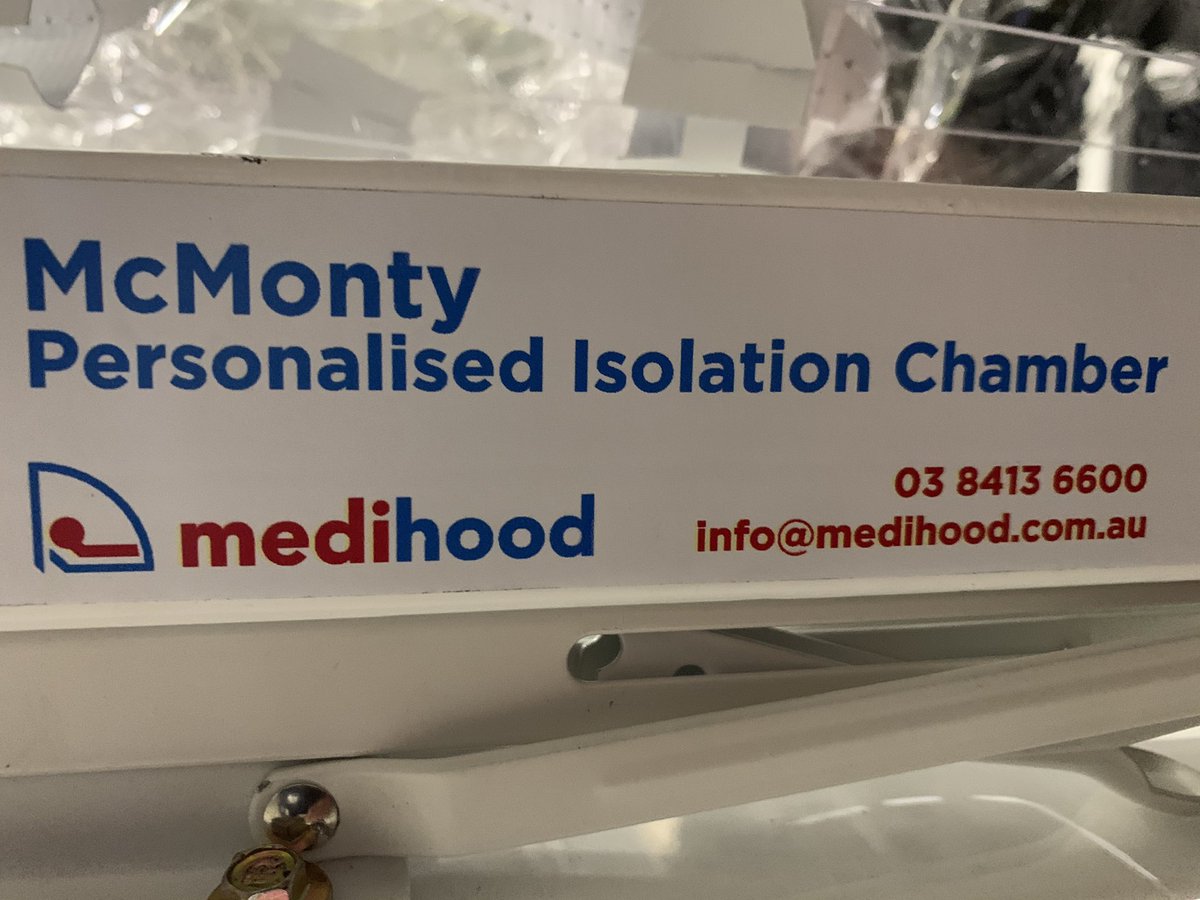 McMonty
Personalised Isolation Chamber
medihood
03 8413 6600
info@medihood.com.au